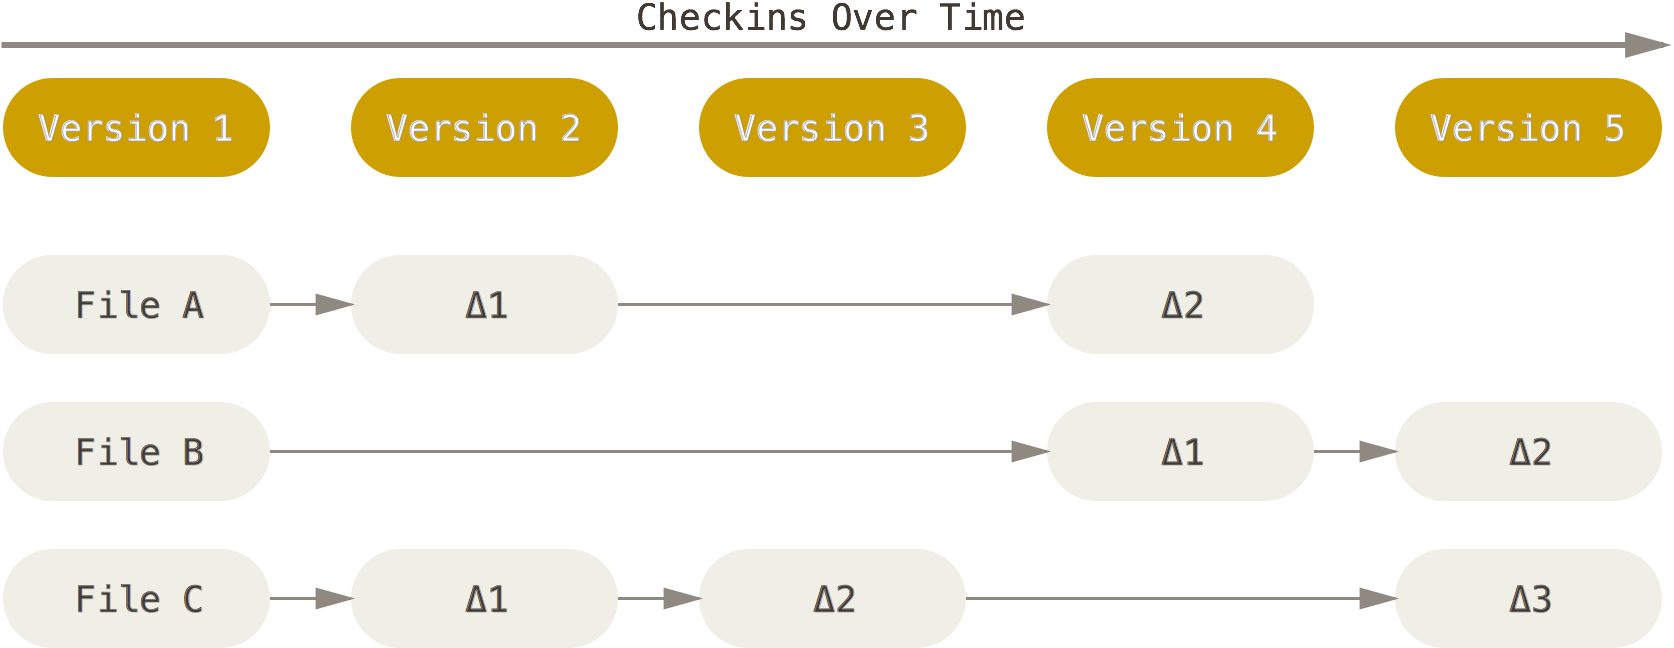 Checkins Over Time
Version 1 Version 2 Version 3 Version 4 Version 5
File A Δ1 Δ2
File B Δ1 Δ2
File C Δ1 Δ2 Δ3